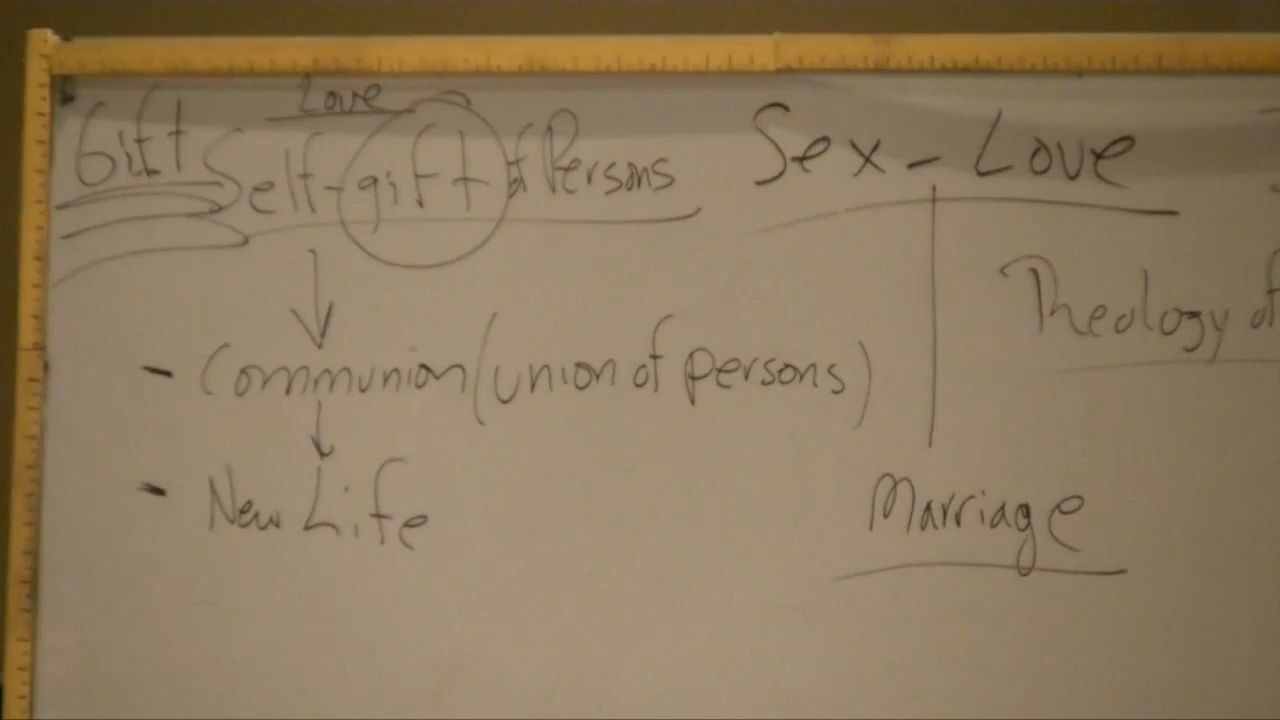 Love
Gift Self-gift of Persons
- Communion (union of persons)
- New Life
Sex - Love
Theology of
Marriage